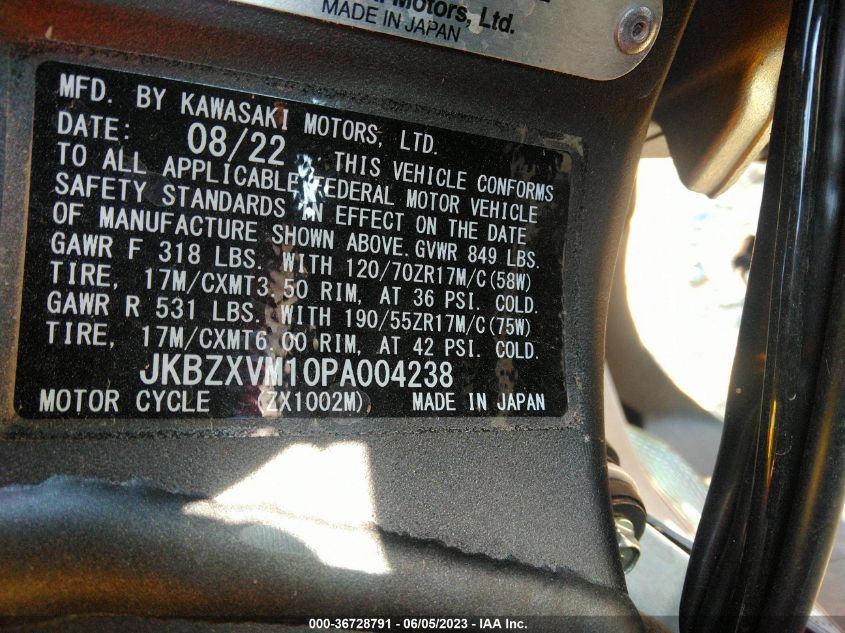 Motors, Ltd.
MADE IN JAPAN
MFD. BY KAWASAKI MOTORS, LTD.
DATE: 08/22 THIS VEHICLE CONFORMS
TO ALL APPLICABLE FEDERAL MOTOR VEHICLE
SAFETY STANDARDS IN EFFECT ON THE DATE
OF MANUFACTURE SHOWN ABOVE. GVWR 849 LBS.
GAWR F 318 LBS. WITH 120/70ZR17M/C(58W)
TIRE, 17M/CXMT3.50 RIM, AT 36 PSI. COLD.
GAWR R 531 LBS. WITH 190/55ZR17M/C(75W)
TIRE, 17M/CXMT6.00 RIM, AT 42 PSI. COLD.
JKBZXVM10PA004238
MOTOR CYCLE (ZX1002M) MADE IN JAPAN
000-36728791 - 06/05/2023 - IAA Inc.